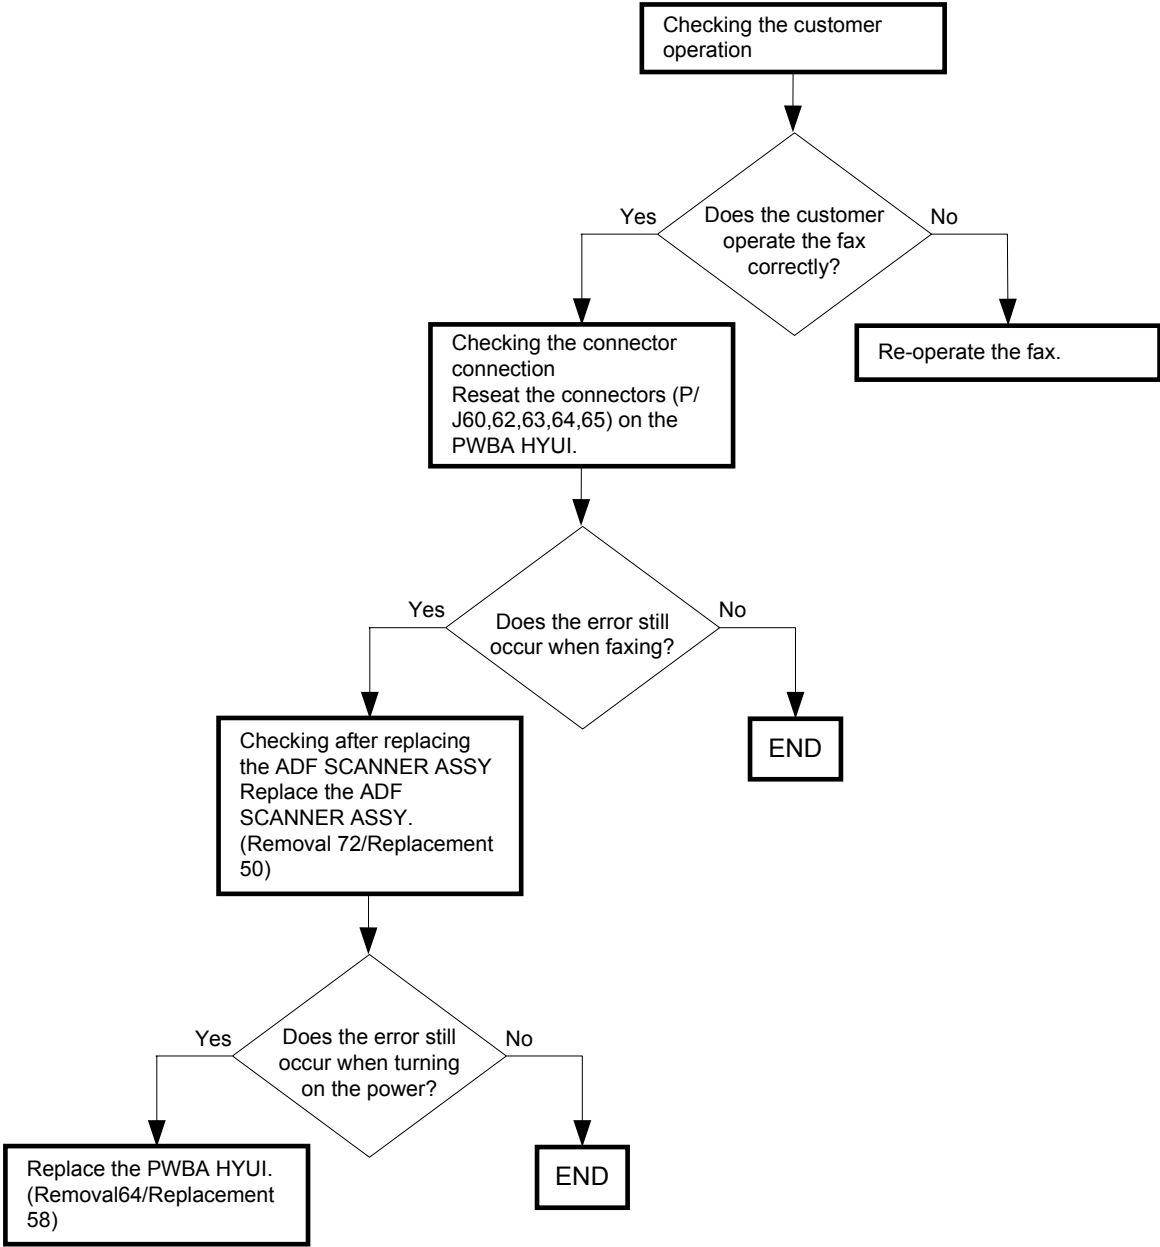 Checking the customer
operation
Does the customer
operate the fax
correctly?
Yes
No
Checking the connector
connection
Reseat the connectors (P/
J60,62,63,64,65) on the
PWBA HYUI.
Re-operate the fax.
Does the error still
occur when faxing?
Yes
No
Checking after replacing
the ADF SCANNER ASSY
Replace the ADF
SCANNER ASSY.
(Removal 72/Replacement
50)
END
Does the error still
occur when turning
on the power?
Yes
No
Replace the PWBA HYUI.
(Removal64/Replacement
58)
END